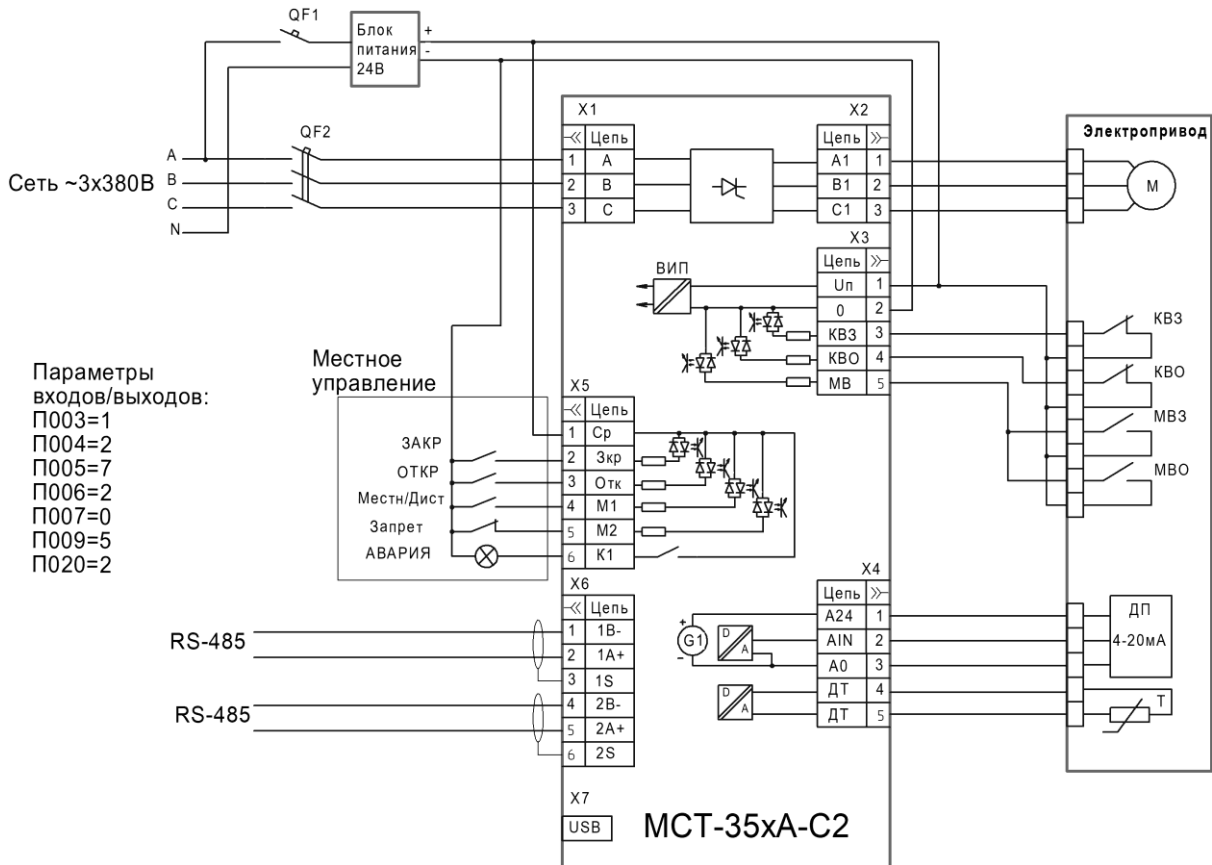 QF1
Блок
питания
24В
+
-
QF2
A
B
C
N
Сеть ~3x380В
X1
Цепь
1 A
2 B
3 C
X2
Цепь
A1 1
B1 2
C1 3
Электропривод
M
X3
Цепь
Uп 1
0 2
КВЗ 3
КВО 4
МВ 5
ВИП
КВЗ
КВО
МВЗ
МВО
Параметры
входов/выходов:
П003=1
П004=2
П005=7
П006=2
П007=0
П009=5
П020=2
Местное
управление
ЗАКР
ОТКР
Местн/Дист
Запрет
АВАРИЯ
X5
Цепь
1 Ср
2 Зкр
3 Отк
4 М1
5 М2
6 К1
X6
Цепь
1 1B-
2 1A+
3 1S
4 2B-
5 2A+
6 2S
RS-485
RS-485
X4
Цепь
A24 1
AIN 2
A0 3
ДТ 4
ДТ 5
+
G1
-
D
A
D
A
ДП
4-20мА
T
X7
USB
МСТ-35хА-С2